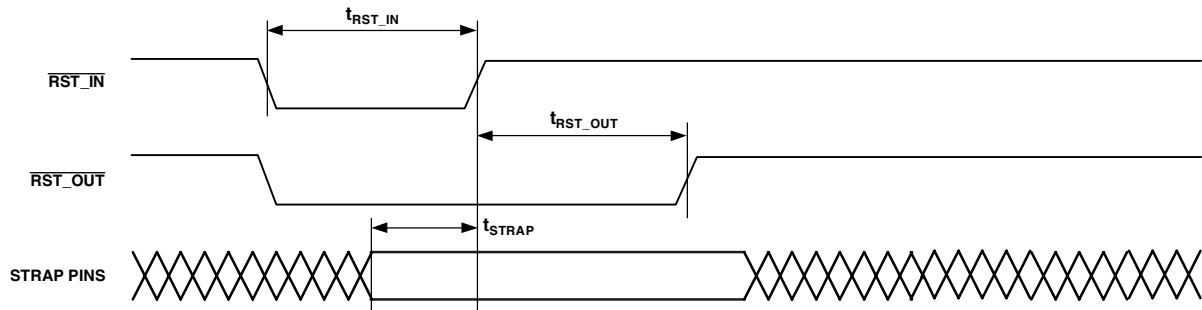 tRST_IN
RST_IN
tRST_OUT
RST_OUT
tSTRAP
STRAP PINS